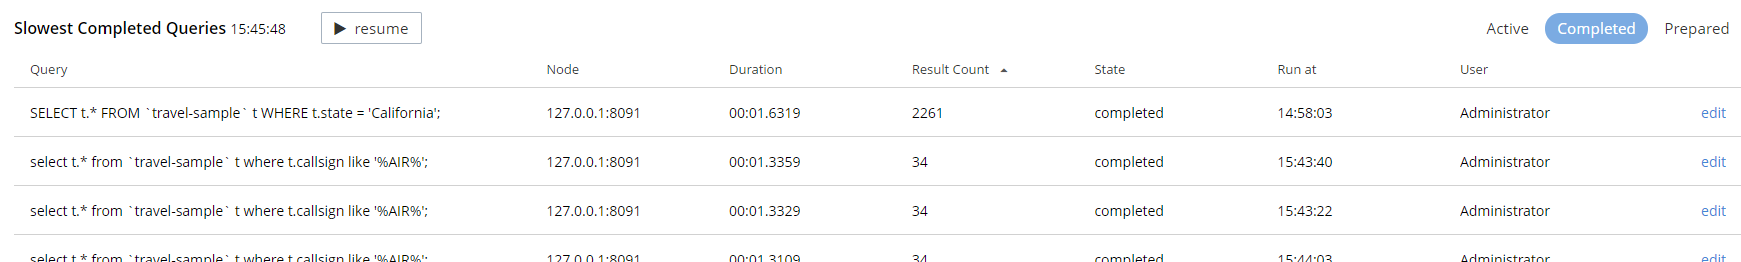 Slowest Completed Queries 15:45:48 resume Active Completed Prepared
Query Node Duration Result Count State Run at User
SELECT t.* FROM `travel-sample` t WHERE t.state = 'California'; 127.0.0.1:8091 00:01.6319 2261 completed 14:58:03 Administrator edit
select t.* from `travel-sample` t where t.callsign like '%AIR%'; 127.0.0.1:8091 00:01.3359 34 completed 15:43:40 Administrator edit
select t.* from `travel-sample` t where t.callsign like '%AIR%'; 127.0.0.1:8091 00:01.3329 34 completed 15:43:22 Administrator edit
select t.* from `travel-sample` t where t.callsign like '%AIR%'; 127.0.0.1:8091 00:01.3109 34 completed 15:44:03 Administrator edit